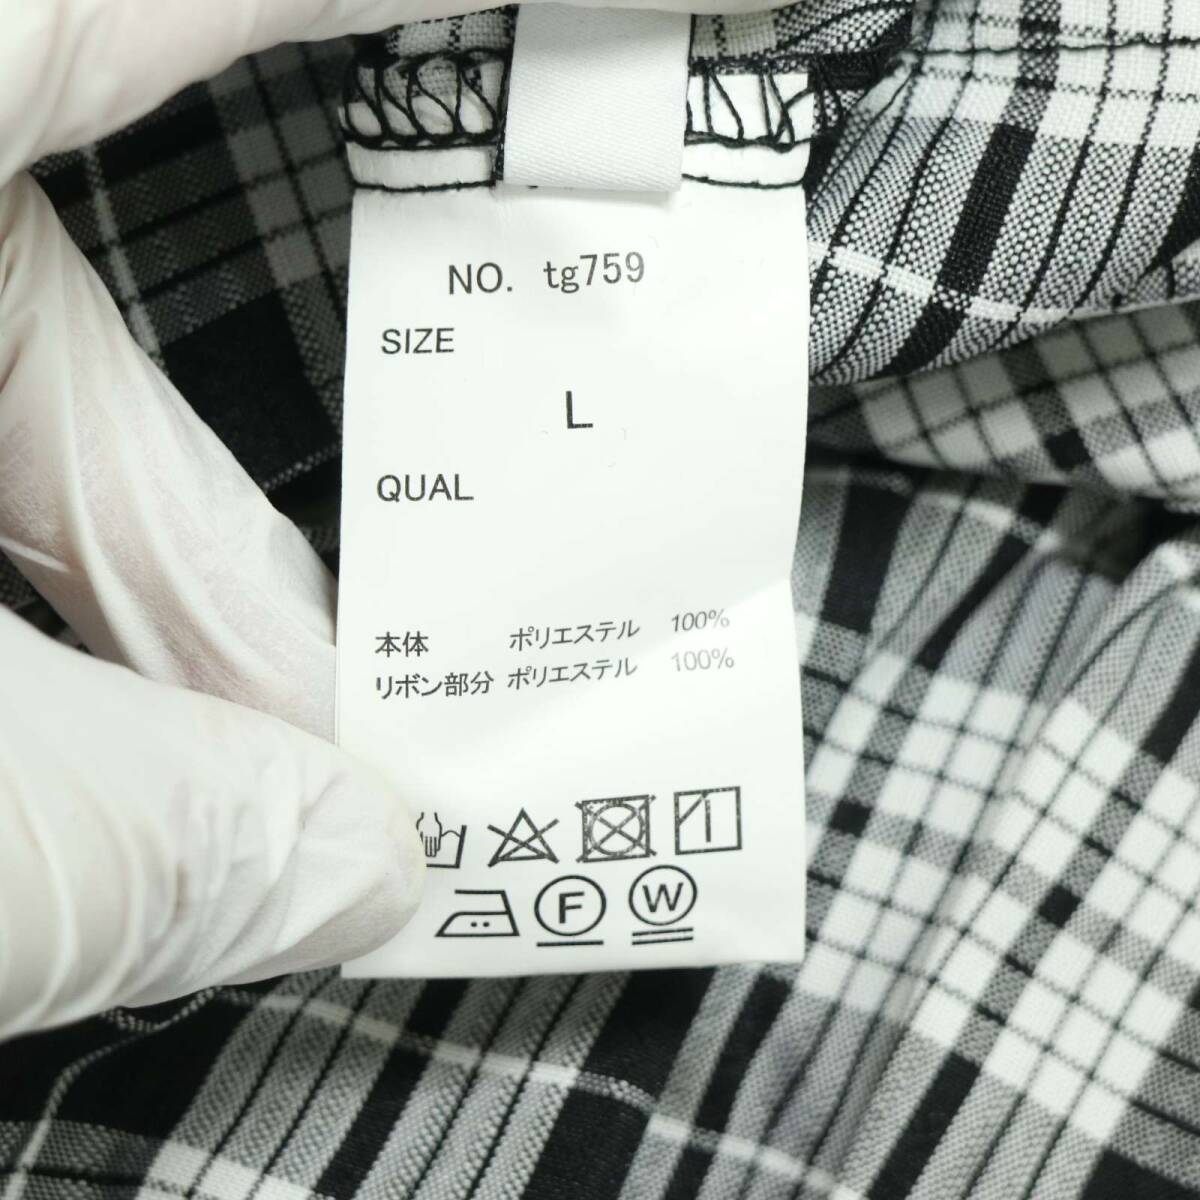 NO. tg759
SIZE
L
QUAL
本体 ポリエステル 100%
リボン部分 ポリエステル 100%
F W